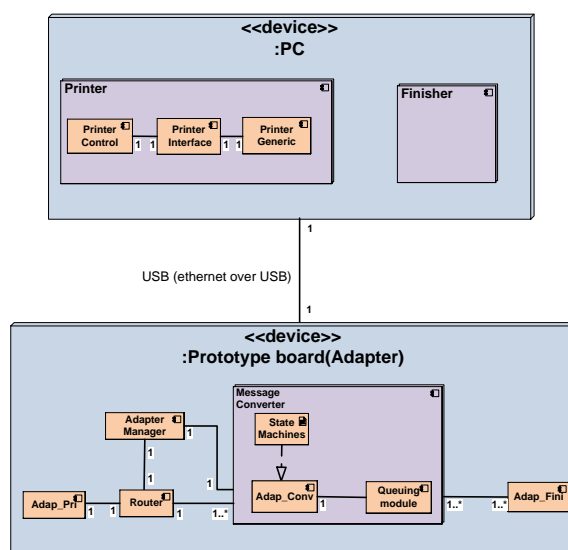 <<device>>
:PC
Printer
Finisher
Printer
Control
Printer
Interface
Printer
Generic
1 1 1 1
1
USB (ethernet over USB)
1
<<device>>
:Prototype board(Adapter)
Message
Converter
Adapter
Manager
State
Machines
1
1
1
1
Adap_Pri
Router
Adap_Conv
Queuing
module
Adap_Fini
1 1 1 1..* 1 1..* 1..*